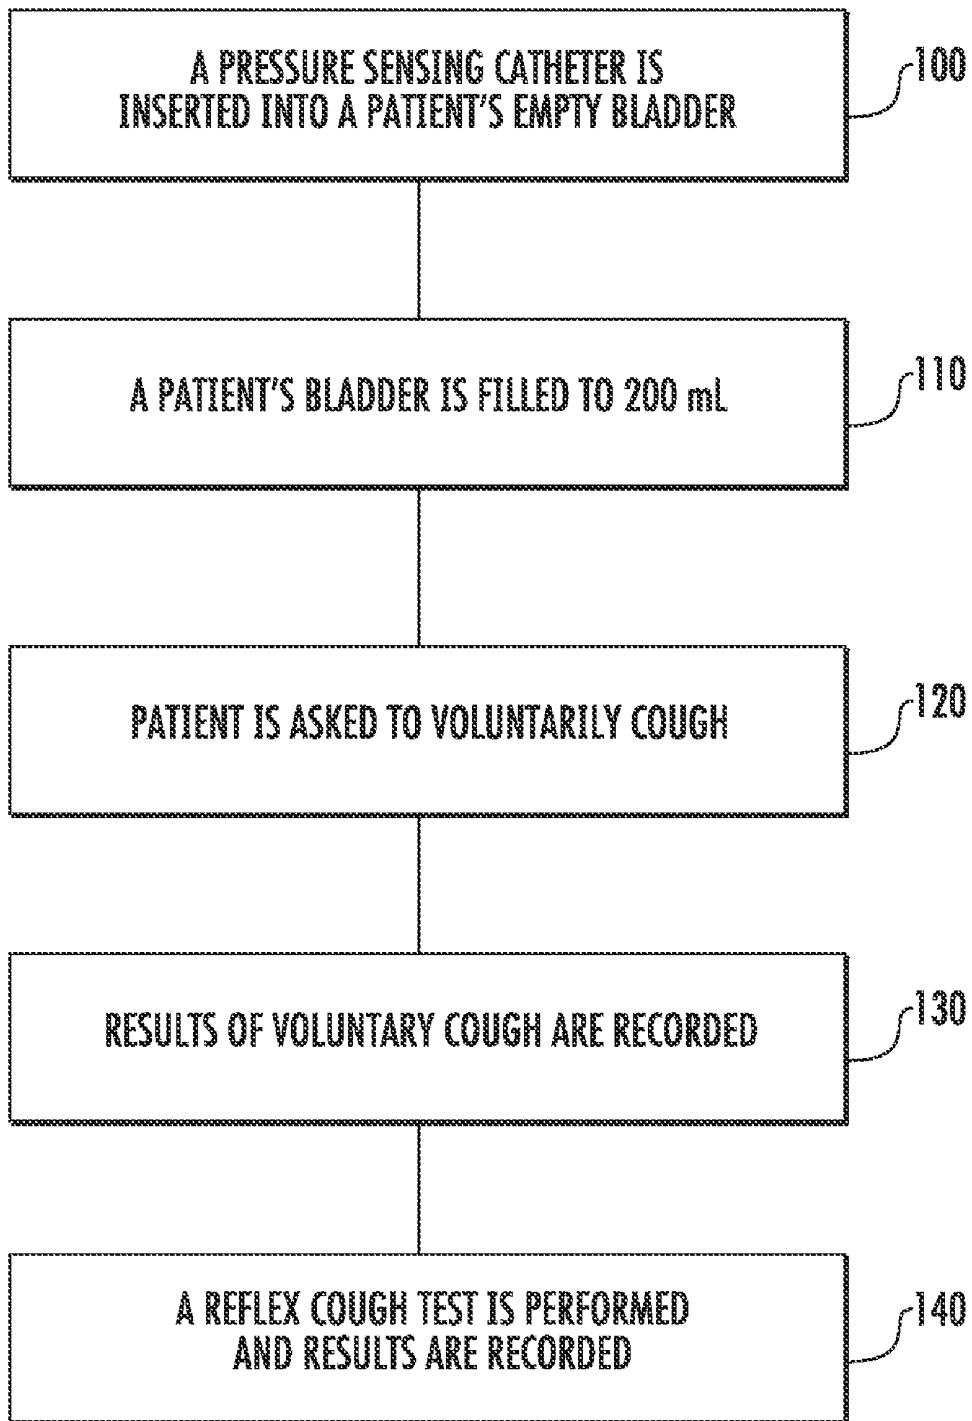 A PRESSURE SENSING CATHETER IS
INSERTED INTO A PATIENT'S EMPTY BLADDER
100
A PATIENT'S BLADDER IS FILLED TO 200 mL
110
PATIENT IS ASKED TO VOLUNTARILY COUGH
120
RESULTS OF VOLUNTARY COUGH ARE RECORDED
130
A REFLEX COUGH TEST IS PERFORMED
AND RESULTS ARE RECORDED
140